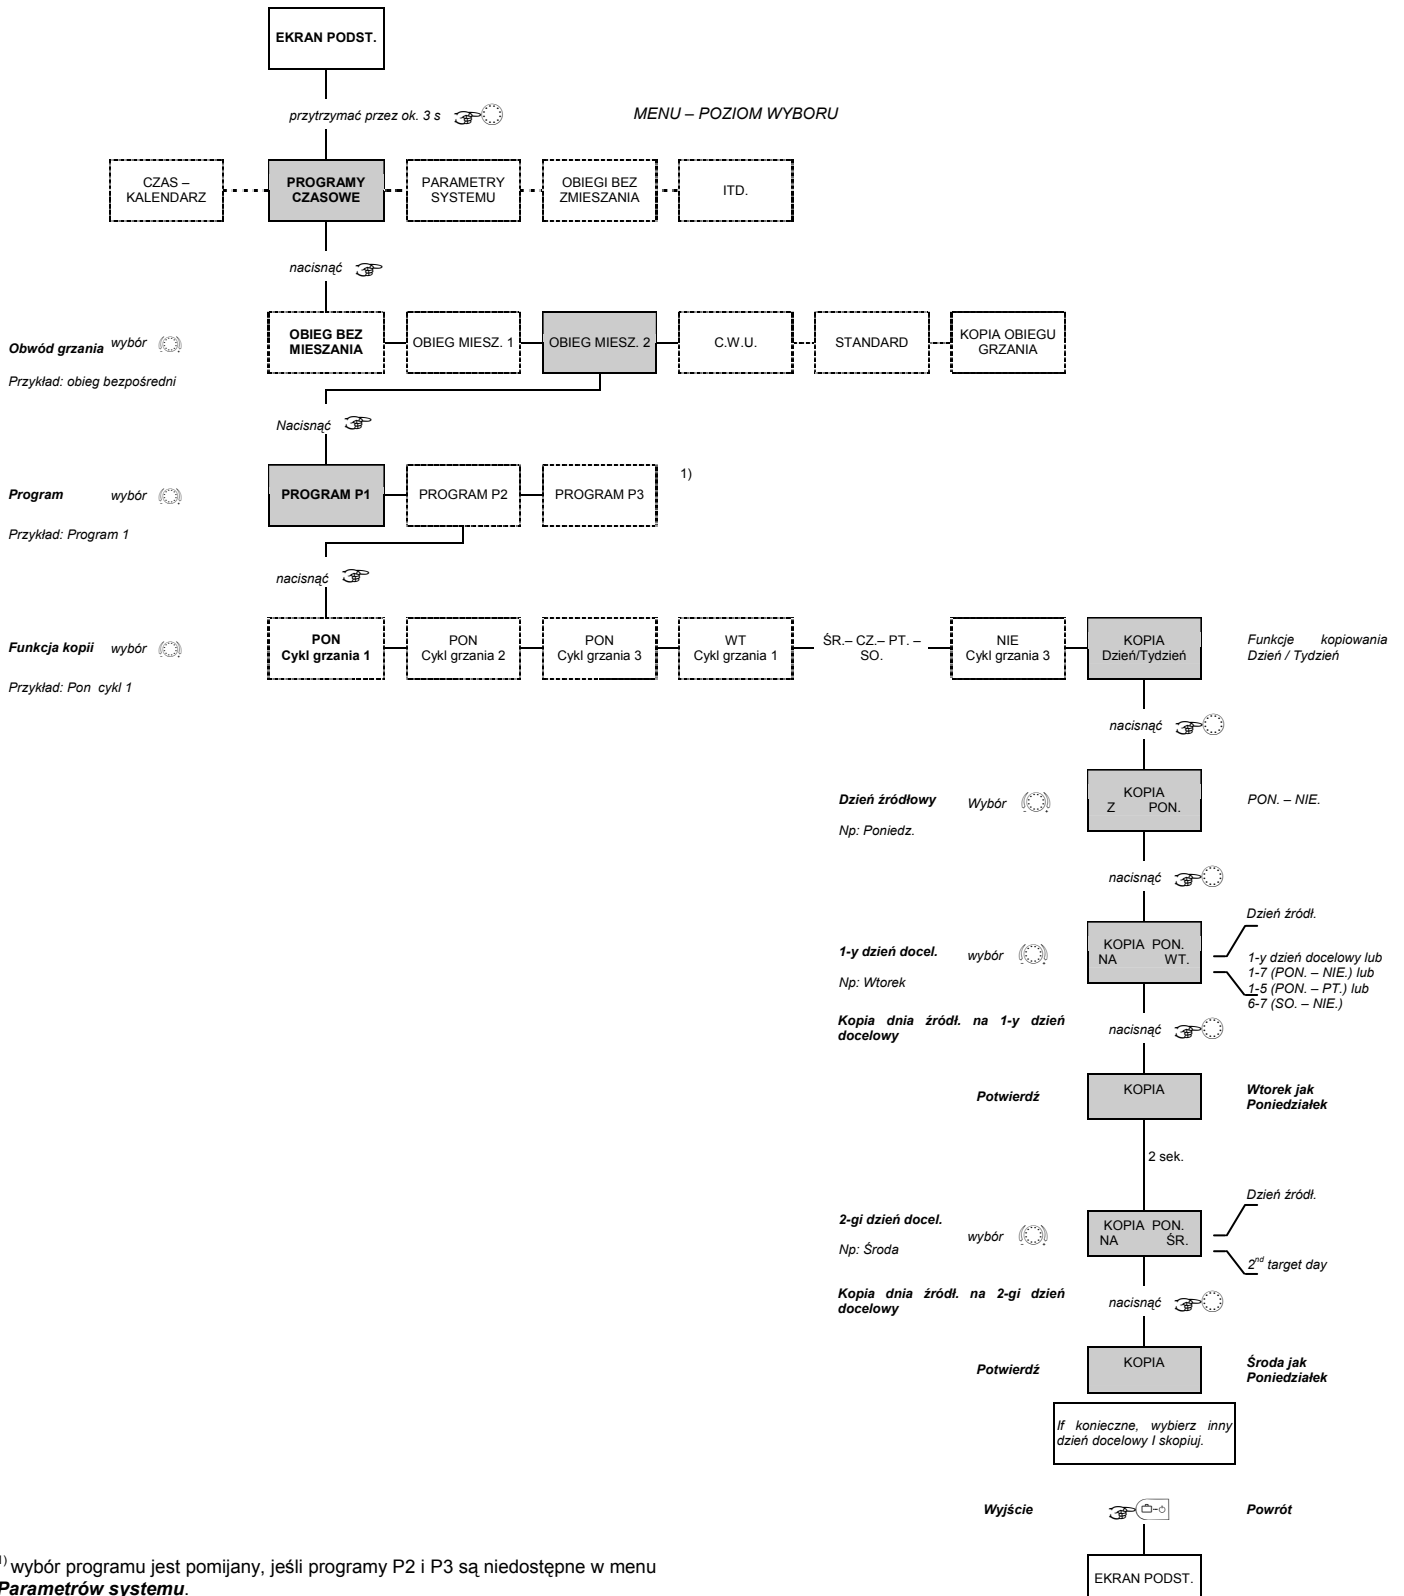 EKRAN PODST.
przytrzymać przez ok. 3 s
MENU – POZIOM WYBORU
CZAS –
KALENDARZ
PROGRAMY
CZASOWE
PARAMETRY
SYSTEMU
OBIEGI BEZ
ZMIESZANIA
ITD.
nacisnąć
Obwód grzania wybór
Przykład: obieg bezpośredni
OBIEG BEZ
MIESZANIA
OBIEG MIESZ. 1
OBIEG MIESZ. 2
C.W.U.
STANDARD
KOPIA OBIEGU
GRZANIA
Nacisnąć
Program wybór
Przykład: Program 1
PROGRAM P1
PROGRAM P2
PROGRAM P3
1)
nacisnąć
Funkcja kopii wybór
Przykład: Pon cykl 1
PON
Cykl grzania 1
PON
Cykl grzania 2
PON
Cykl grzania 3
WT
Cykl grzania 1
ŚR.– CZ.– PT. –
SO.
NIE
Cykl grzania 3
KOPIA
Dzień/Tydzień
Funkcje kopiowania
Dzień / Tydzień
nacisnąć
Dzień źródłowy Wybór
Np: Poniedz.
KOPIA
Z PON.
PON. – NIE.
nacisnąć
1-y dzień docel. wybór
Np: Wtorek
KOPIA PON.
NA WT.
Dzień źródł.
1-y dzień docelowy lub
1-7 (PON. – NIE.) lub
1-5 (PON. – PT.) lub
6-7 (SO. – NIE.)
Kopia dnia źródł. na 1-y dzień
docelowy
nacisnąć
Potwierdź
KOPIA
Wtorek jak
Poniedziałek
2 sek.
2-gi dzień docel.
wybór
Np: Środa
KOPIA PON.
NA ŚR.
Dzień źródł.
2nd target day
Kopia dnia źródł. na 2-gi dzień
docelowy
nacisnąć
Potwierdź
KOPIA
Środa jak
Poniedziałek
If konieczne, wybierz inny
dzień docelowy I skopiuj.
Wyjście
Powrót
EKRAN PODST.
1) wybór programu jest pomijany, jeśli programy P2 i P3 są niedostępne w menu
Parametrów systemu.